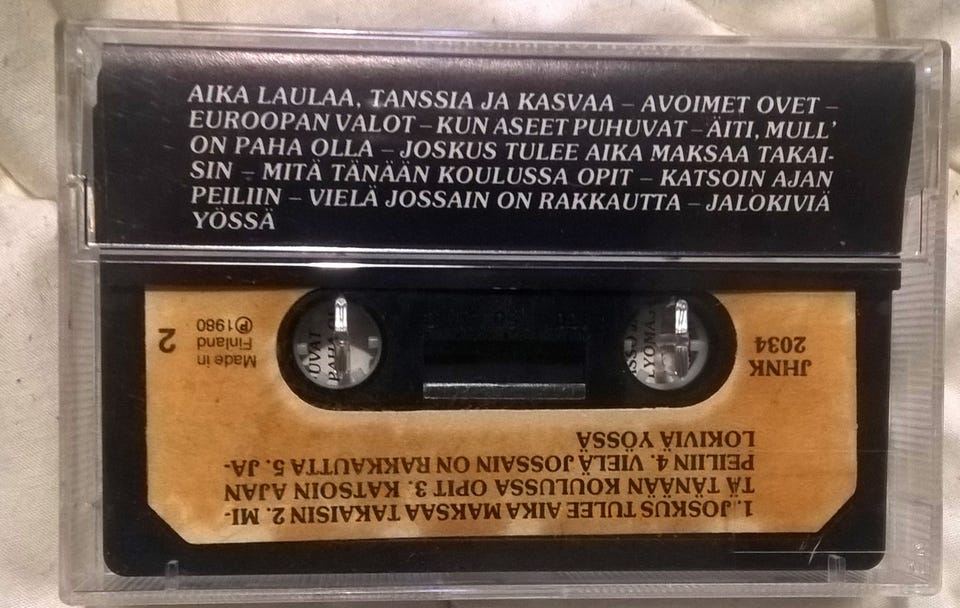 AIKA LAULAA, TANSSIA JA KASVAA – AVOIMET OVET –
EUROOPAN VALOT – KUN ASEET PUHUVAT – ÄITI, MULL'
ON PAHA OLLA – JOSKUS TULEE AIKA MAKSAA TAKAI-
SIN – MITÄ TÄNÄÄN KOULUSSA OPIT – KATSOIN AJAN
PEILIIN – VIELÄ JOSSAIN ON RAKKAUTTA – JALOKIVIÄ
YÖSSÄ
1. JOSKUS TULEE AIKA MAKSAA TAKAISIN 2. MI-
TÄ TÄNÄÄN KOULUSSA OPIT 3. KATSOIN AJAN
PEILIIN 4. VIELÄ JOSSAIN ON RAKKAUTTA 5. JA-
LOKIVIÄ YÖSSÄ
JHNK
2034
Made in
Finland
Ⓟ1980
2